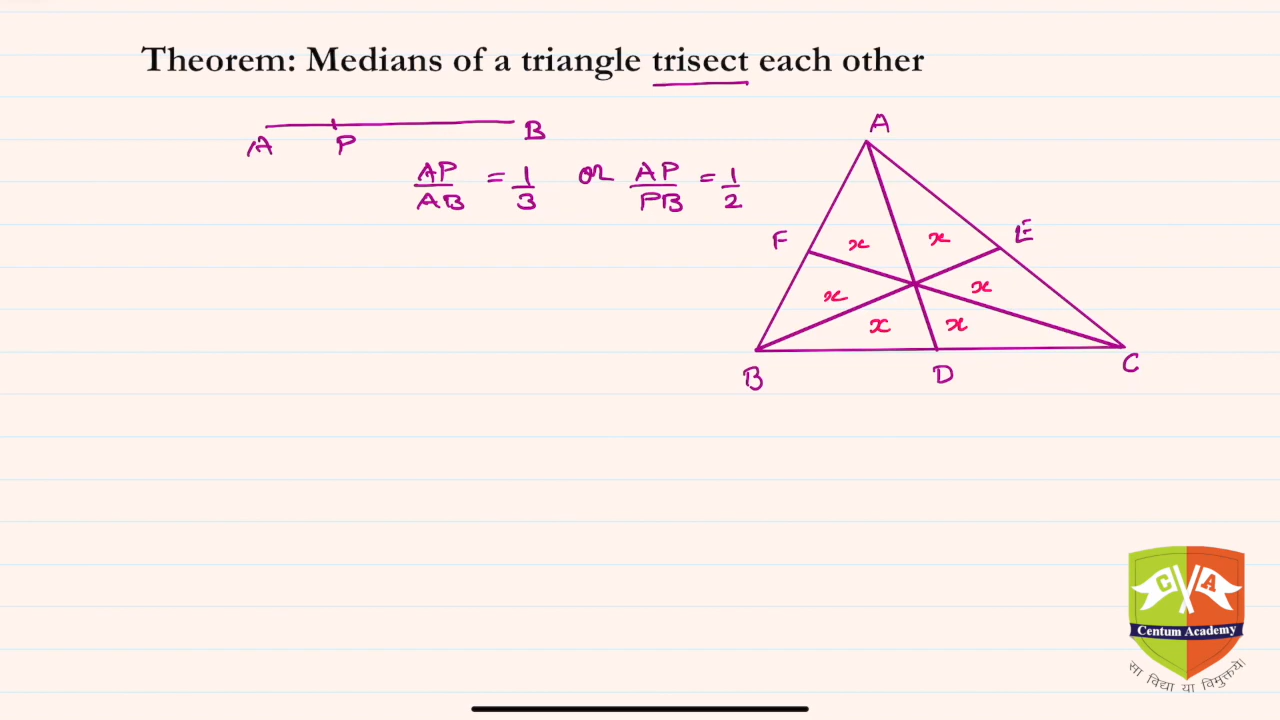 Theorem: Medians of a triangle trisect each other
A P B
AP/AB = 1/3 or AP/PB = 1/2
A
F E
x x
x x
x x
B D C
C A
Centum Academy
सा विद्या या विमुक्तये।